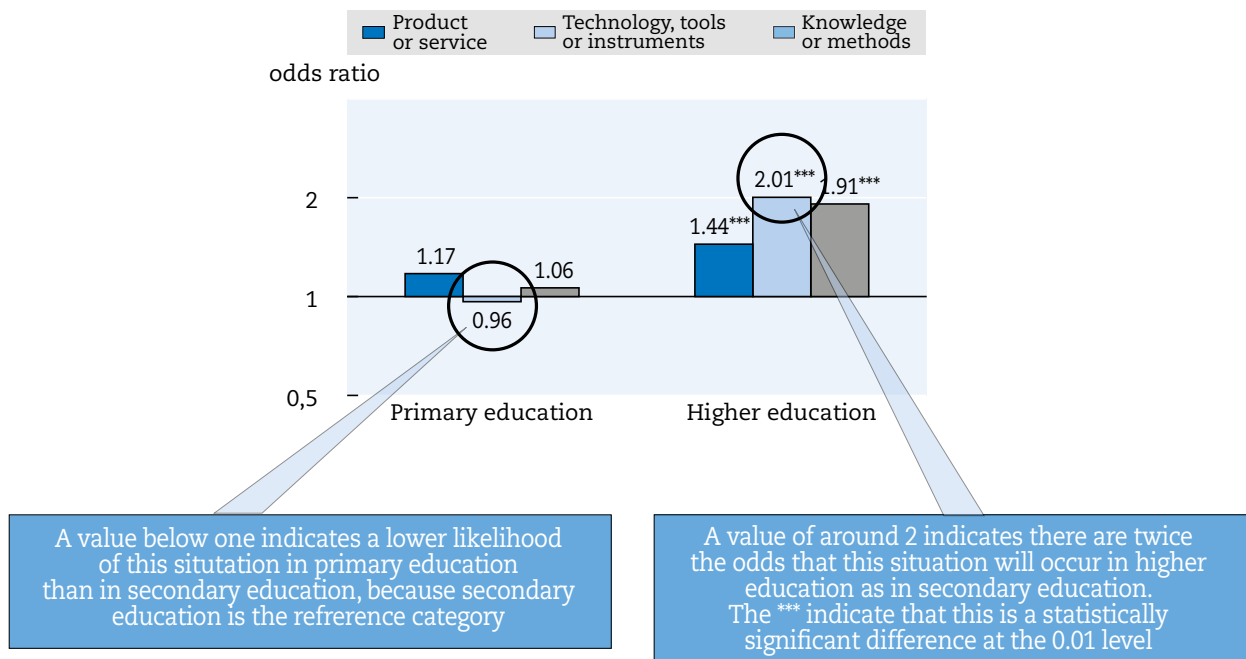 Product
or service
Technology, tools
or instruments
Knowledge
or methods
odds ratio
2
1
0,5
1.17
0.96
1.06
1.44***
2.01***
1.91***
Primary education
Higher education
A value below one indicates a lower likelihood
of this situtation in primary education
than in secondary education, because secondary
education is the refrerence category
A value of around 2 indicates there are twice
the odds that this situation will occur in higher
education as in secondary education.
The *** indicate that this is a statistically
significant difference at the 0.01 level